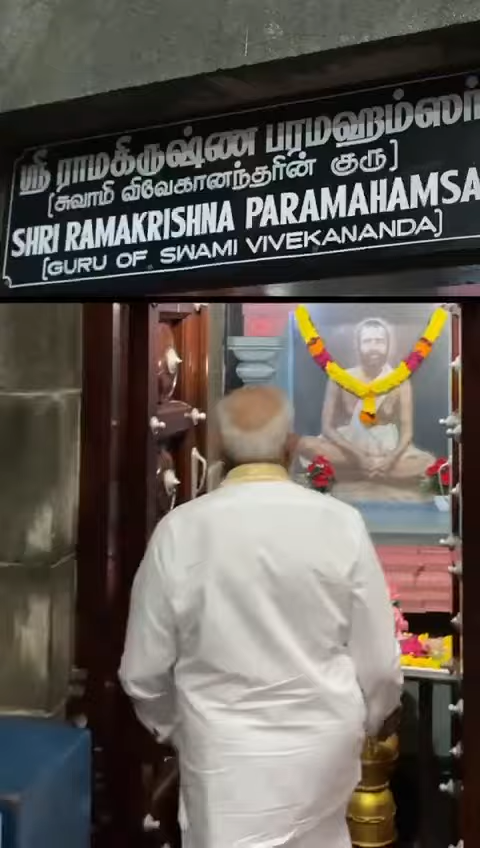 ஸ்ரீ ராமகிருஷ்ண பரமஹம்ஸர்
(சுவாமி விவேகானந்தரின் குரு)
SHRI RAMAKRISHNA PARAMAHAMSA
(GURU OF SWAMI VIVEKANANDA)